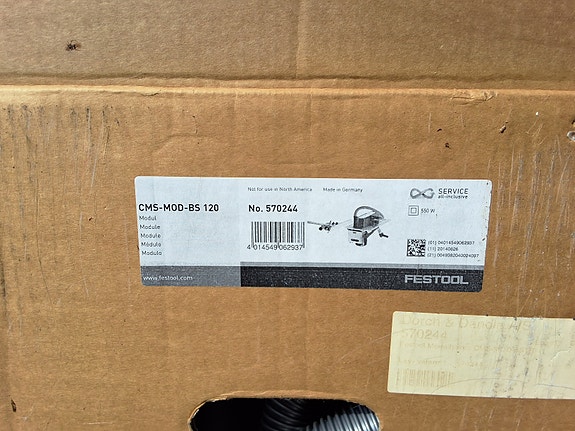 Not for use in North America Made in Germany
CMS-MOD-BS 120 No. 570244
SERVICE
all-inclusive
Modul
Module
Module
Módulo
Modulo
550 W
4 014549 062937
(01) 04014549062937
(11) 20140626
www.festool.com
FESTOOL
570244